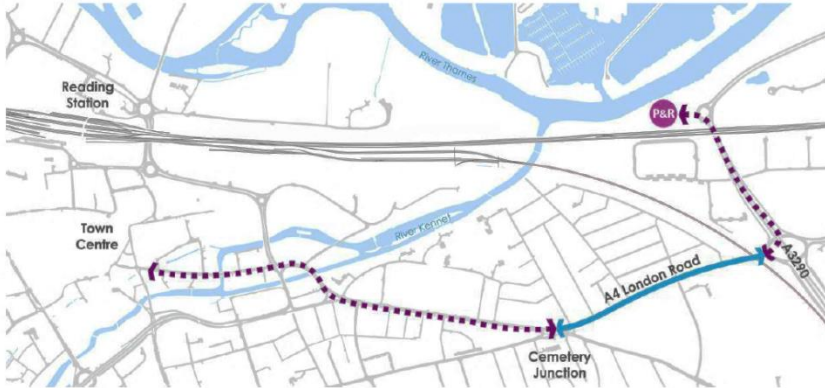 River Thames
Reading
Station
P&R
Town
Centre
River Kennet
A3290
A4 London Road
Cemetery
Junction